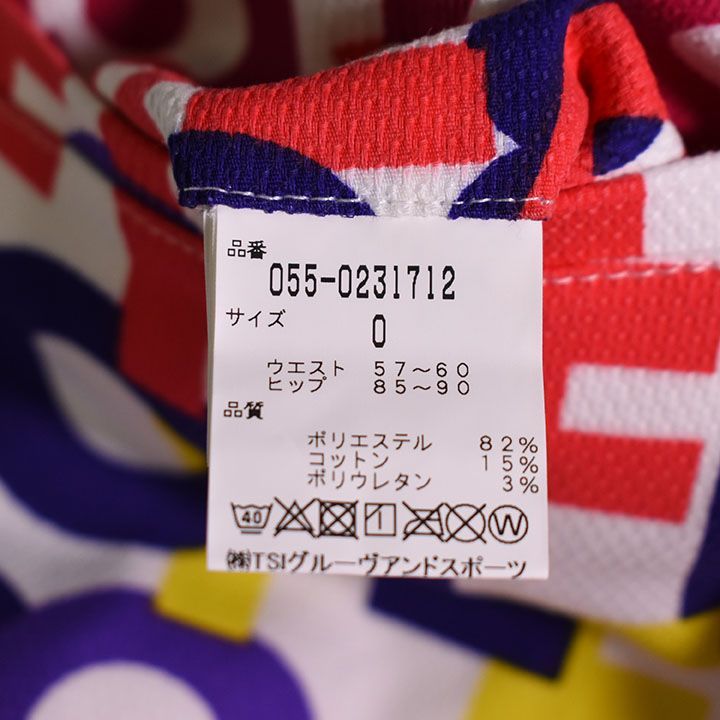 品番
055-0231712
サイズ
0
ウエスト 57〜60
ヒップ 85〜90
品質
ポリエステル 82%
コットン 15%
ポリウレタン 3%
40 W
㈱TSIグルーヴアンドスポーツ